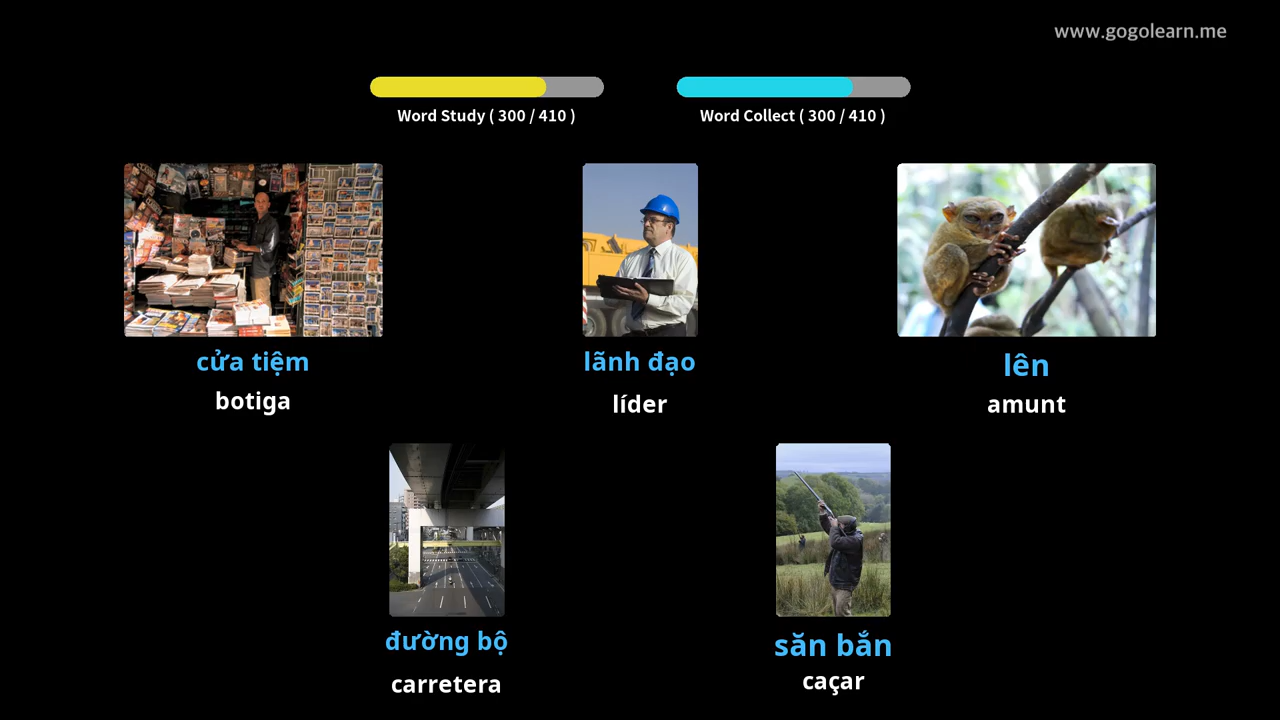 www.gogolearn.me
Word Study ( 300 / 410 )
Word Collect ( 300 / 410 )
cửa tiệm
botiga
lãnh đạo
líder
lên
amunt
đường bộ
carretera
săn bắn
caçar